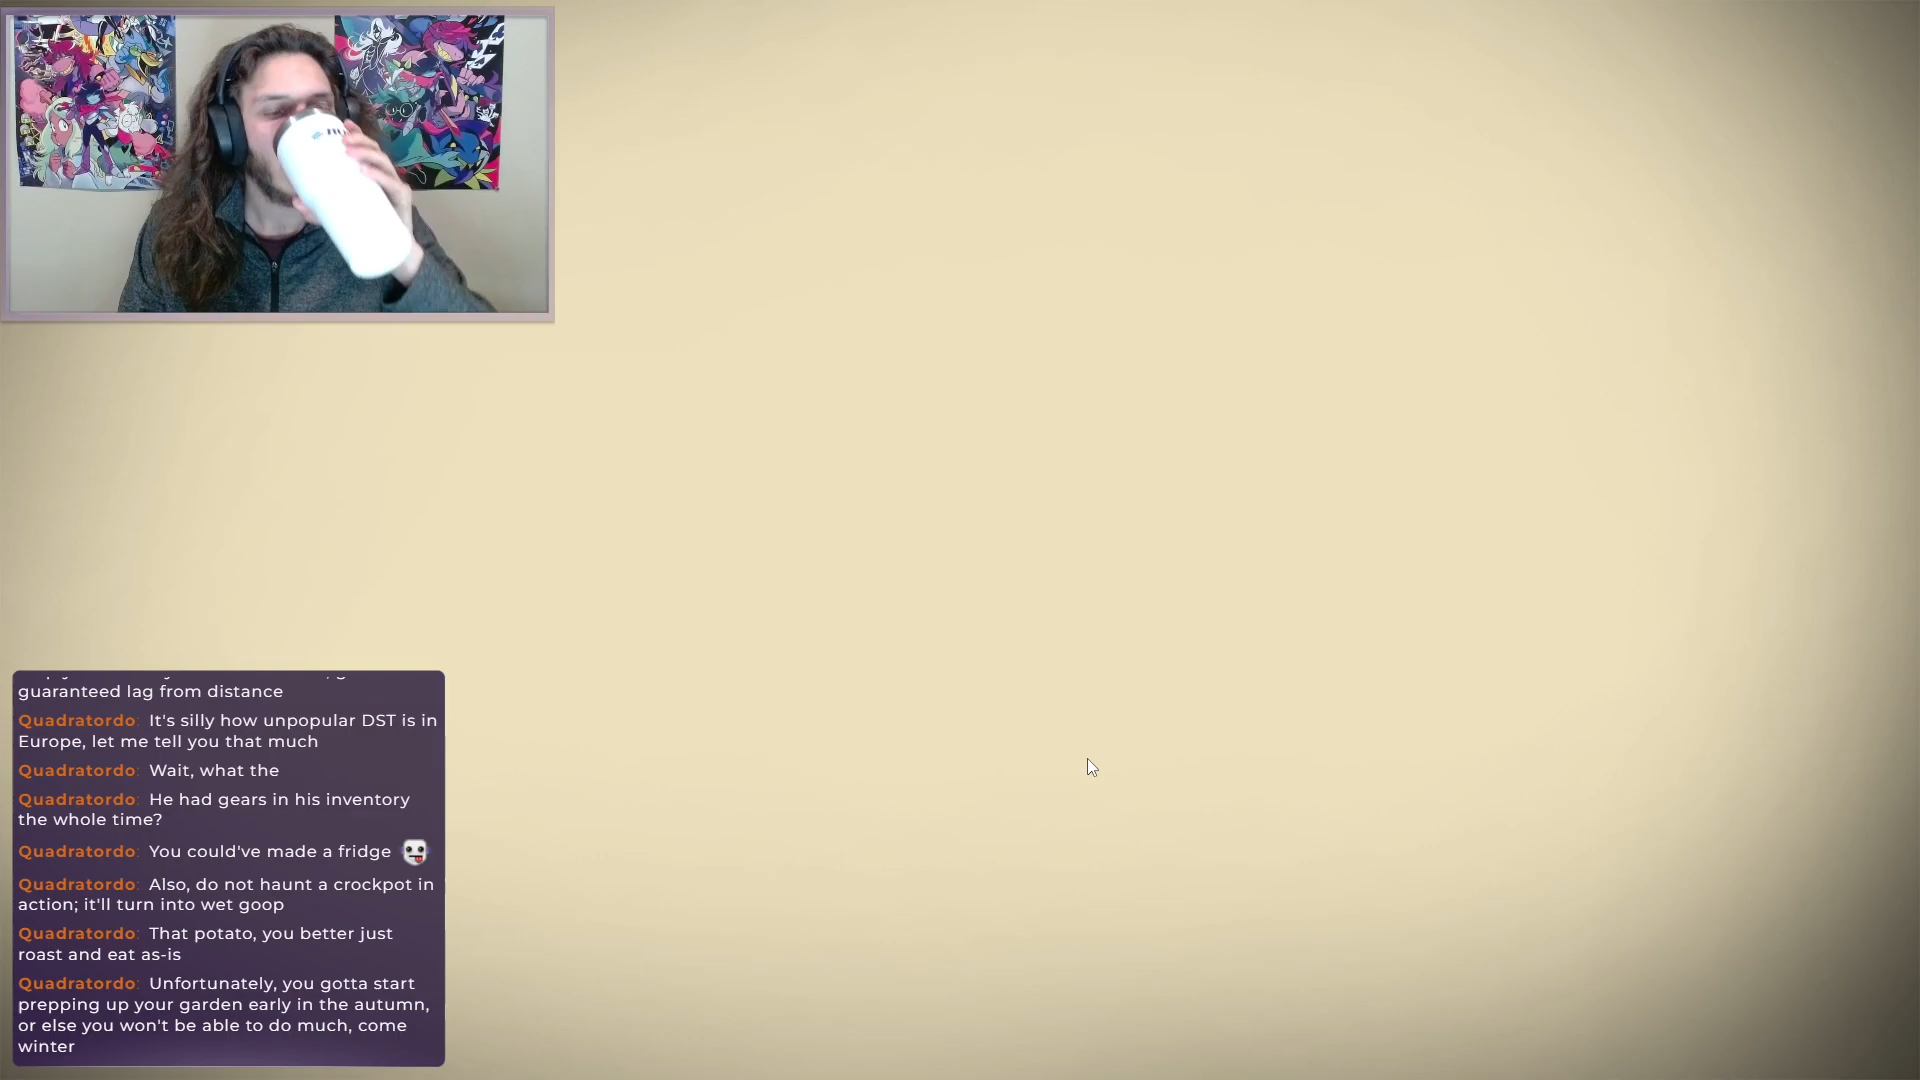 guaranteed lag from distance
Quadratordo: It's silly how unpopular DST is in
Europe, let me tell you that much
Quadratordo: Wait, what the
Quadratordo: He had gears in his inventory
the whole time?
Quadratordo: You could've made a fridge
Quadratordo: Also, do not haunt a crockpot in
action; it'll turn into wet goop
Quadratordo: That potato, you better just
roast and eat as-is
Quadratordo: Unfortunately, you gotta start
prepping up your garden early in the autumn,
or else you won't be able to do much, come
winter